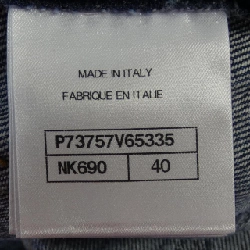 MADE IN ITALY
FABRIQUE EN ITALIE
P73757V65335
NK690 40